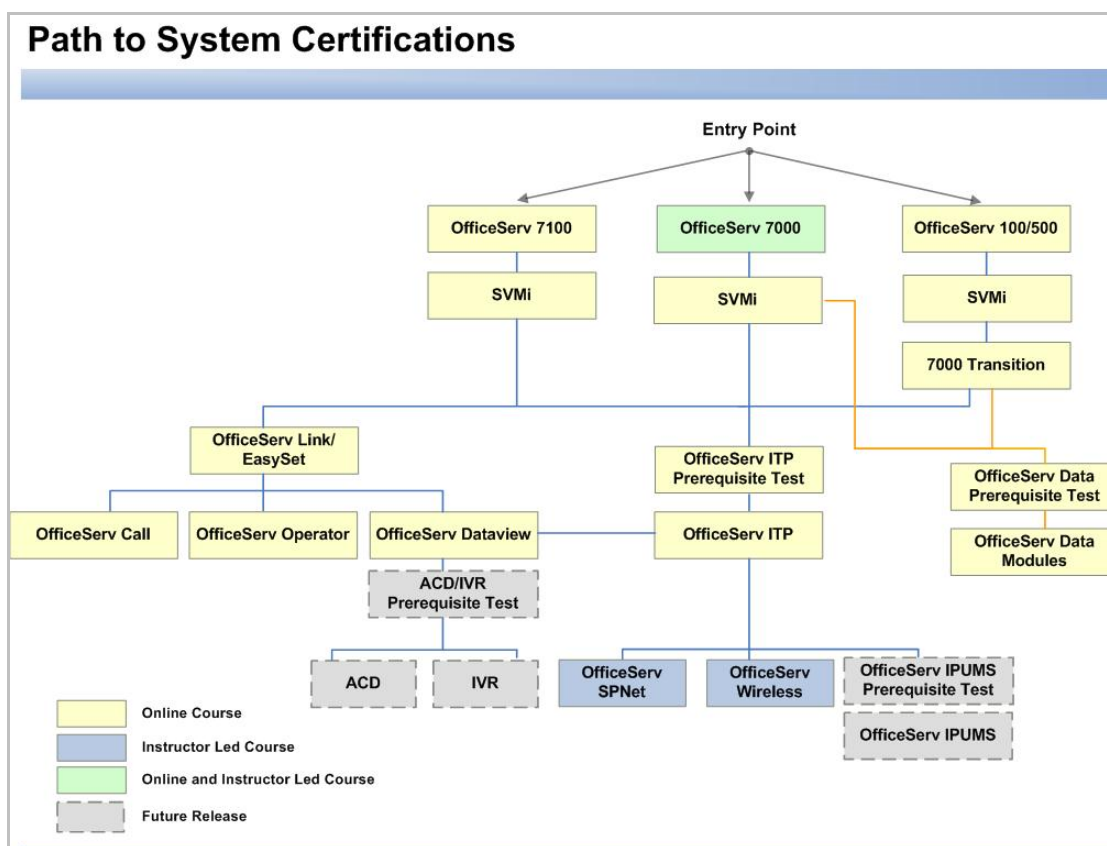 Path to System Certifications
Entry Point
OfficeServ 7100
OfficeServ 7000
OfficeServ 100/500
SVMi
SVMi
SVMi
7000 Transition
OfficeServ Link/
EasySet
OfficeServ ITP
Prerequisite Test
OfficeServ Data
Prerequisite Test
OfficeServ Call
OfficeServ Operator
OfficeServ Dataview
OfficeServ ITP
OfficeServ Data
Modules
ACD/IVR
Prerequisite Test
ACD
IVR
OfficeServ
SPNet
OfficeServ
Wireless
OfficeServ IPUMS
Prerequisite Test
OfficeServ IPUMS
Online Course
Instructor Led Course
Online and Instructor Led Course
Future Release